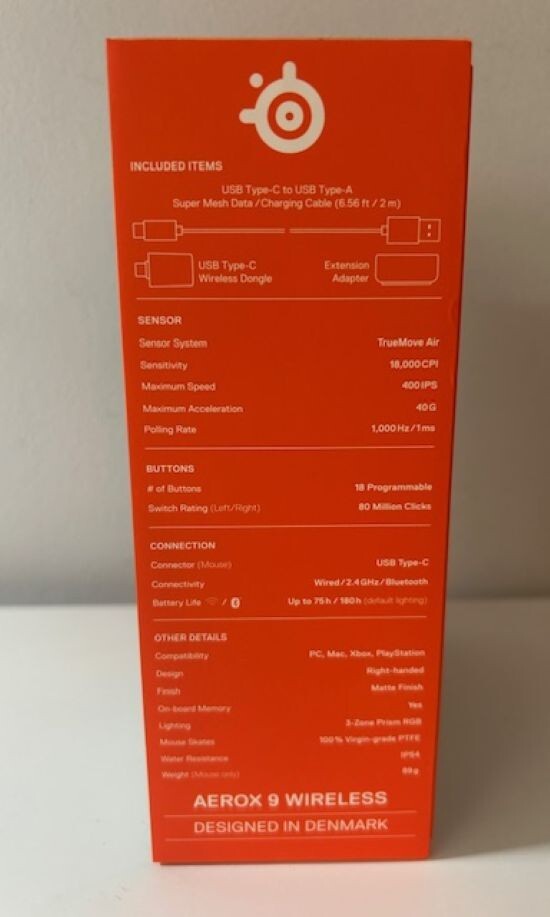 INCLUDED ITEMS
USB Type-C to USB Type-A
Super Mesh Data / Charging Cable (6.56 ft / 2 m)
USB Type-C
Wireless Dongle
Extension
Adapter
SENSOR
Sensor System TrueMove Air
Sensitivity 18,000 CPI
Maximum Speed 400 IPS
Maximum Acceleration 40 G
Polling Rate 1,000 Hz / 1 ms
BUTTONS
# of Buttons 18 Programmable
Switch Rating (Left/Right) 80 Million Clicks
CONNECTION
Connector (Mouse) USB Type-C
Connectivity Wired / 2.4 GHz / Bluetooth
Battery Life / Up to 75 h / 180 h (default lighting)
OTHER DETAILS
Compatibility PC, Mac, Xbox, PlayStation
Design Right-handed
Finish Matte Finish
On-board Memory Yes
Lighting 3-Zone Prism RGB
Mouse Skates 100% Virgin-grade PTFE
Water Resistance IP54
Weight (Mouse only) 89g
AEROX 9 WIRELESS
DESIGNED IN DENMARK